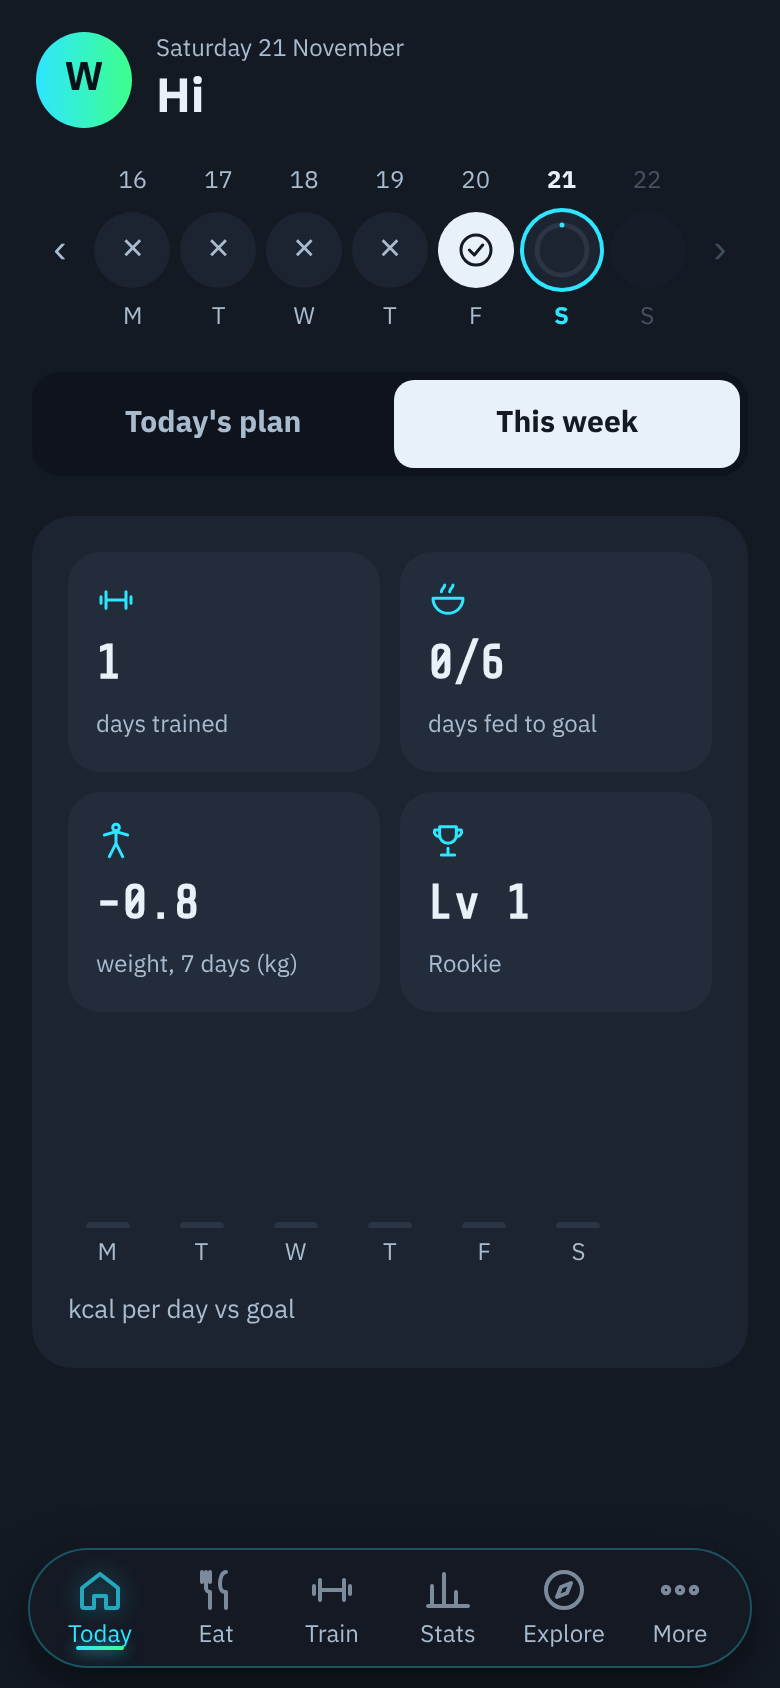 W
Saturday 21 November
Hi
16 17 18 19 20 21 22
M T W T F S S
Today's plan This week
1
days trained
0/6
days fed to goal
-0.8
weight, 7 days (kg)
Lv 1
Rookie
M T W T F S
kcal per day vs goal
Today Eat Train Stats Explore More